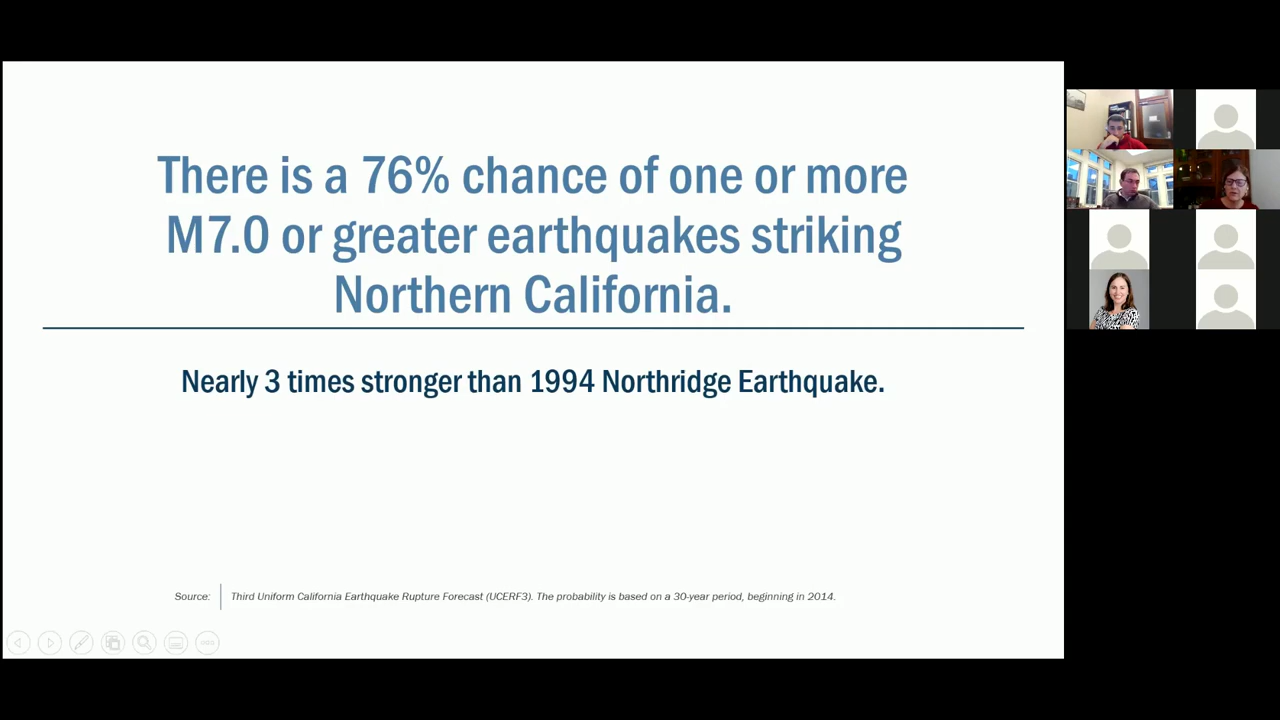 There is a 76% chance of one or more
M7.0 or greater earthquakes striking
Northern California.
Nearly 3 times stronger than 1994 Northridge Earthquake.
Source: Third Uniform California Earthquake Rupture Forecast (UCERF3). The probability is based on a 30-year period, beginning in 2014.